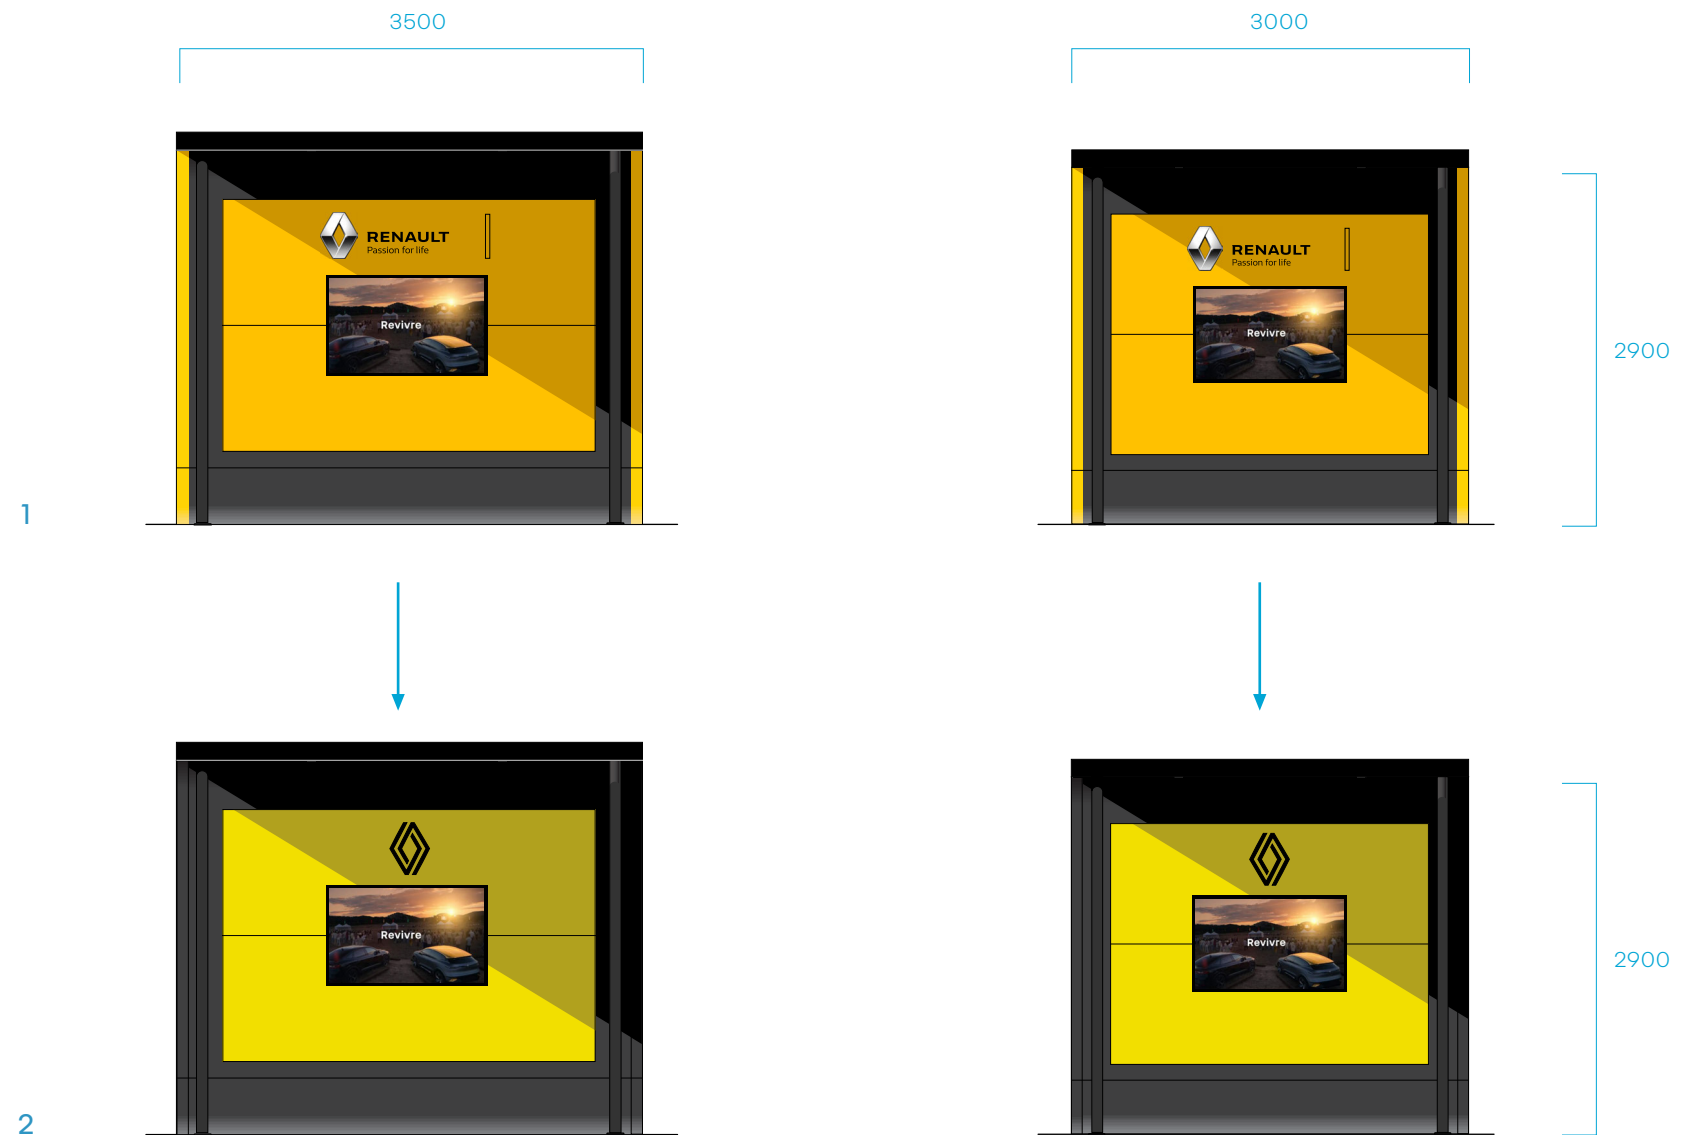 3500
3000
RENAULT
Passion for life
RENAULT
Passion for life
Revivre
Revivre
2900
1
Revivre
Revivre
2900
2